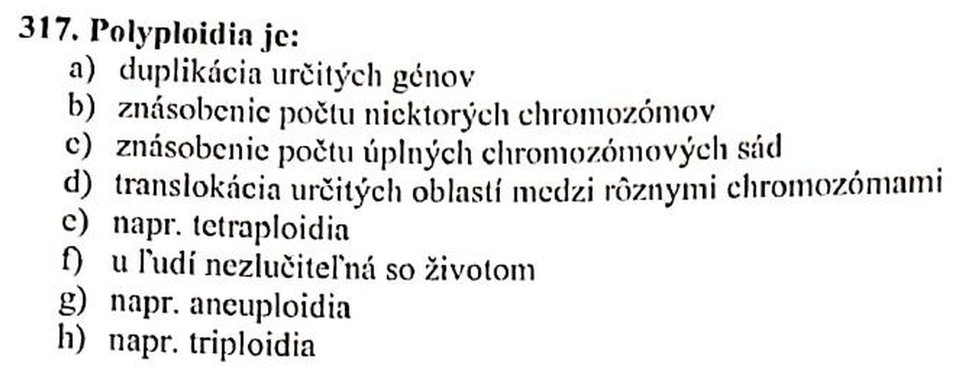 317. Polyploidia je:
a) duplikácia určitých génov
b) znásobenie počtu niektorých chromozómov
c) znásobenie počtu úplných chromozómových sád
d) translokácia určitých oblastí medzi rôznymi chromozómami
e) napr. tetraploidia
f) u ľudí nezlučiteľná so životom
g) napr. aneuploidia
h) napr. triploidia